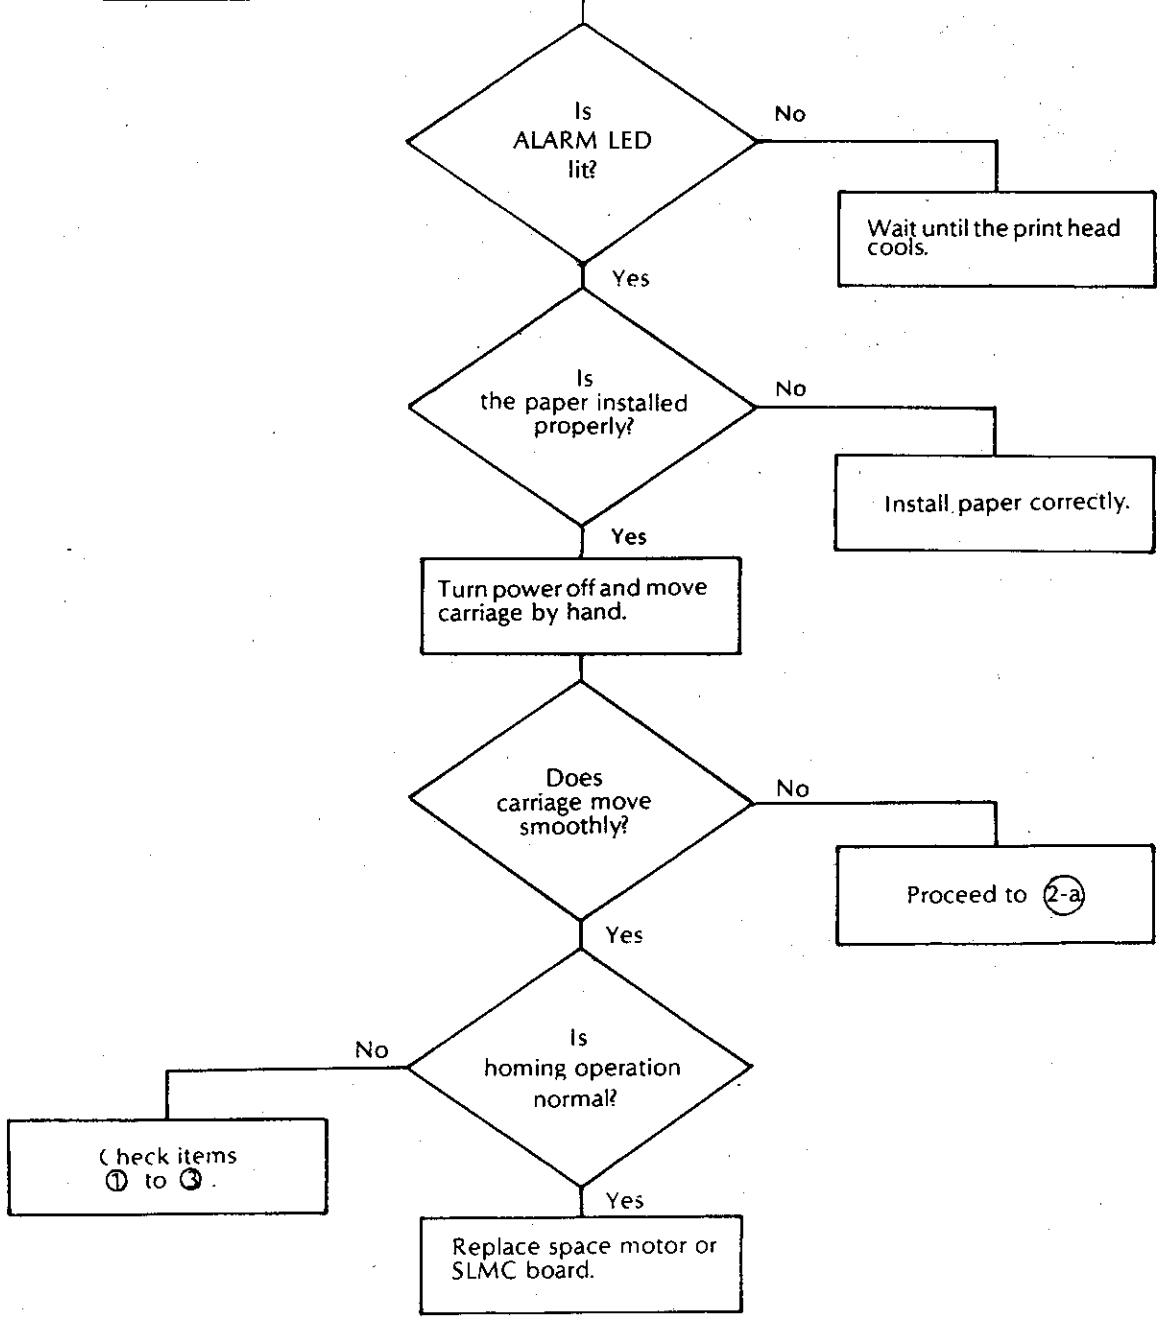 Is
ALARM LED
lit?
No
Wait until the print head
cools.
Yes
Is
the paper installed
properly?
No
Install paper correctly.
Yes
Turn power off and move
carriage by hand.
Does
carriage move
smoothly?
No
Proceed to 2-a
Yes
Is
homing operation
normal?
No
Check items
① to ③.
Yes
Replace space motor or
SLMC board.